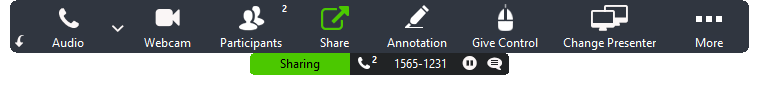 2
Audio Webcam Participants Share Annotation Give Control Change Presenter More
Sharing 2 1565-1231